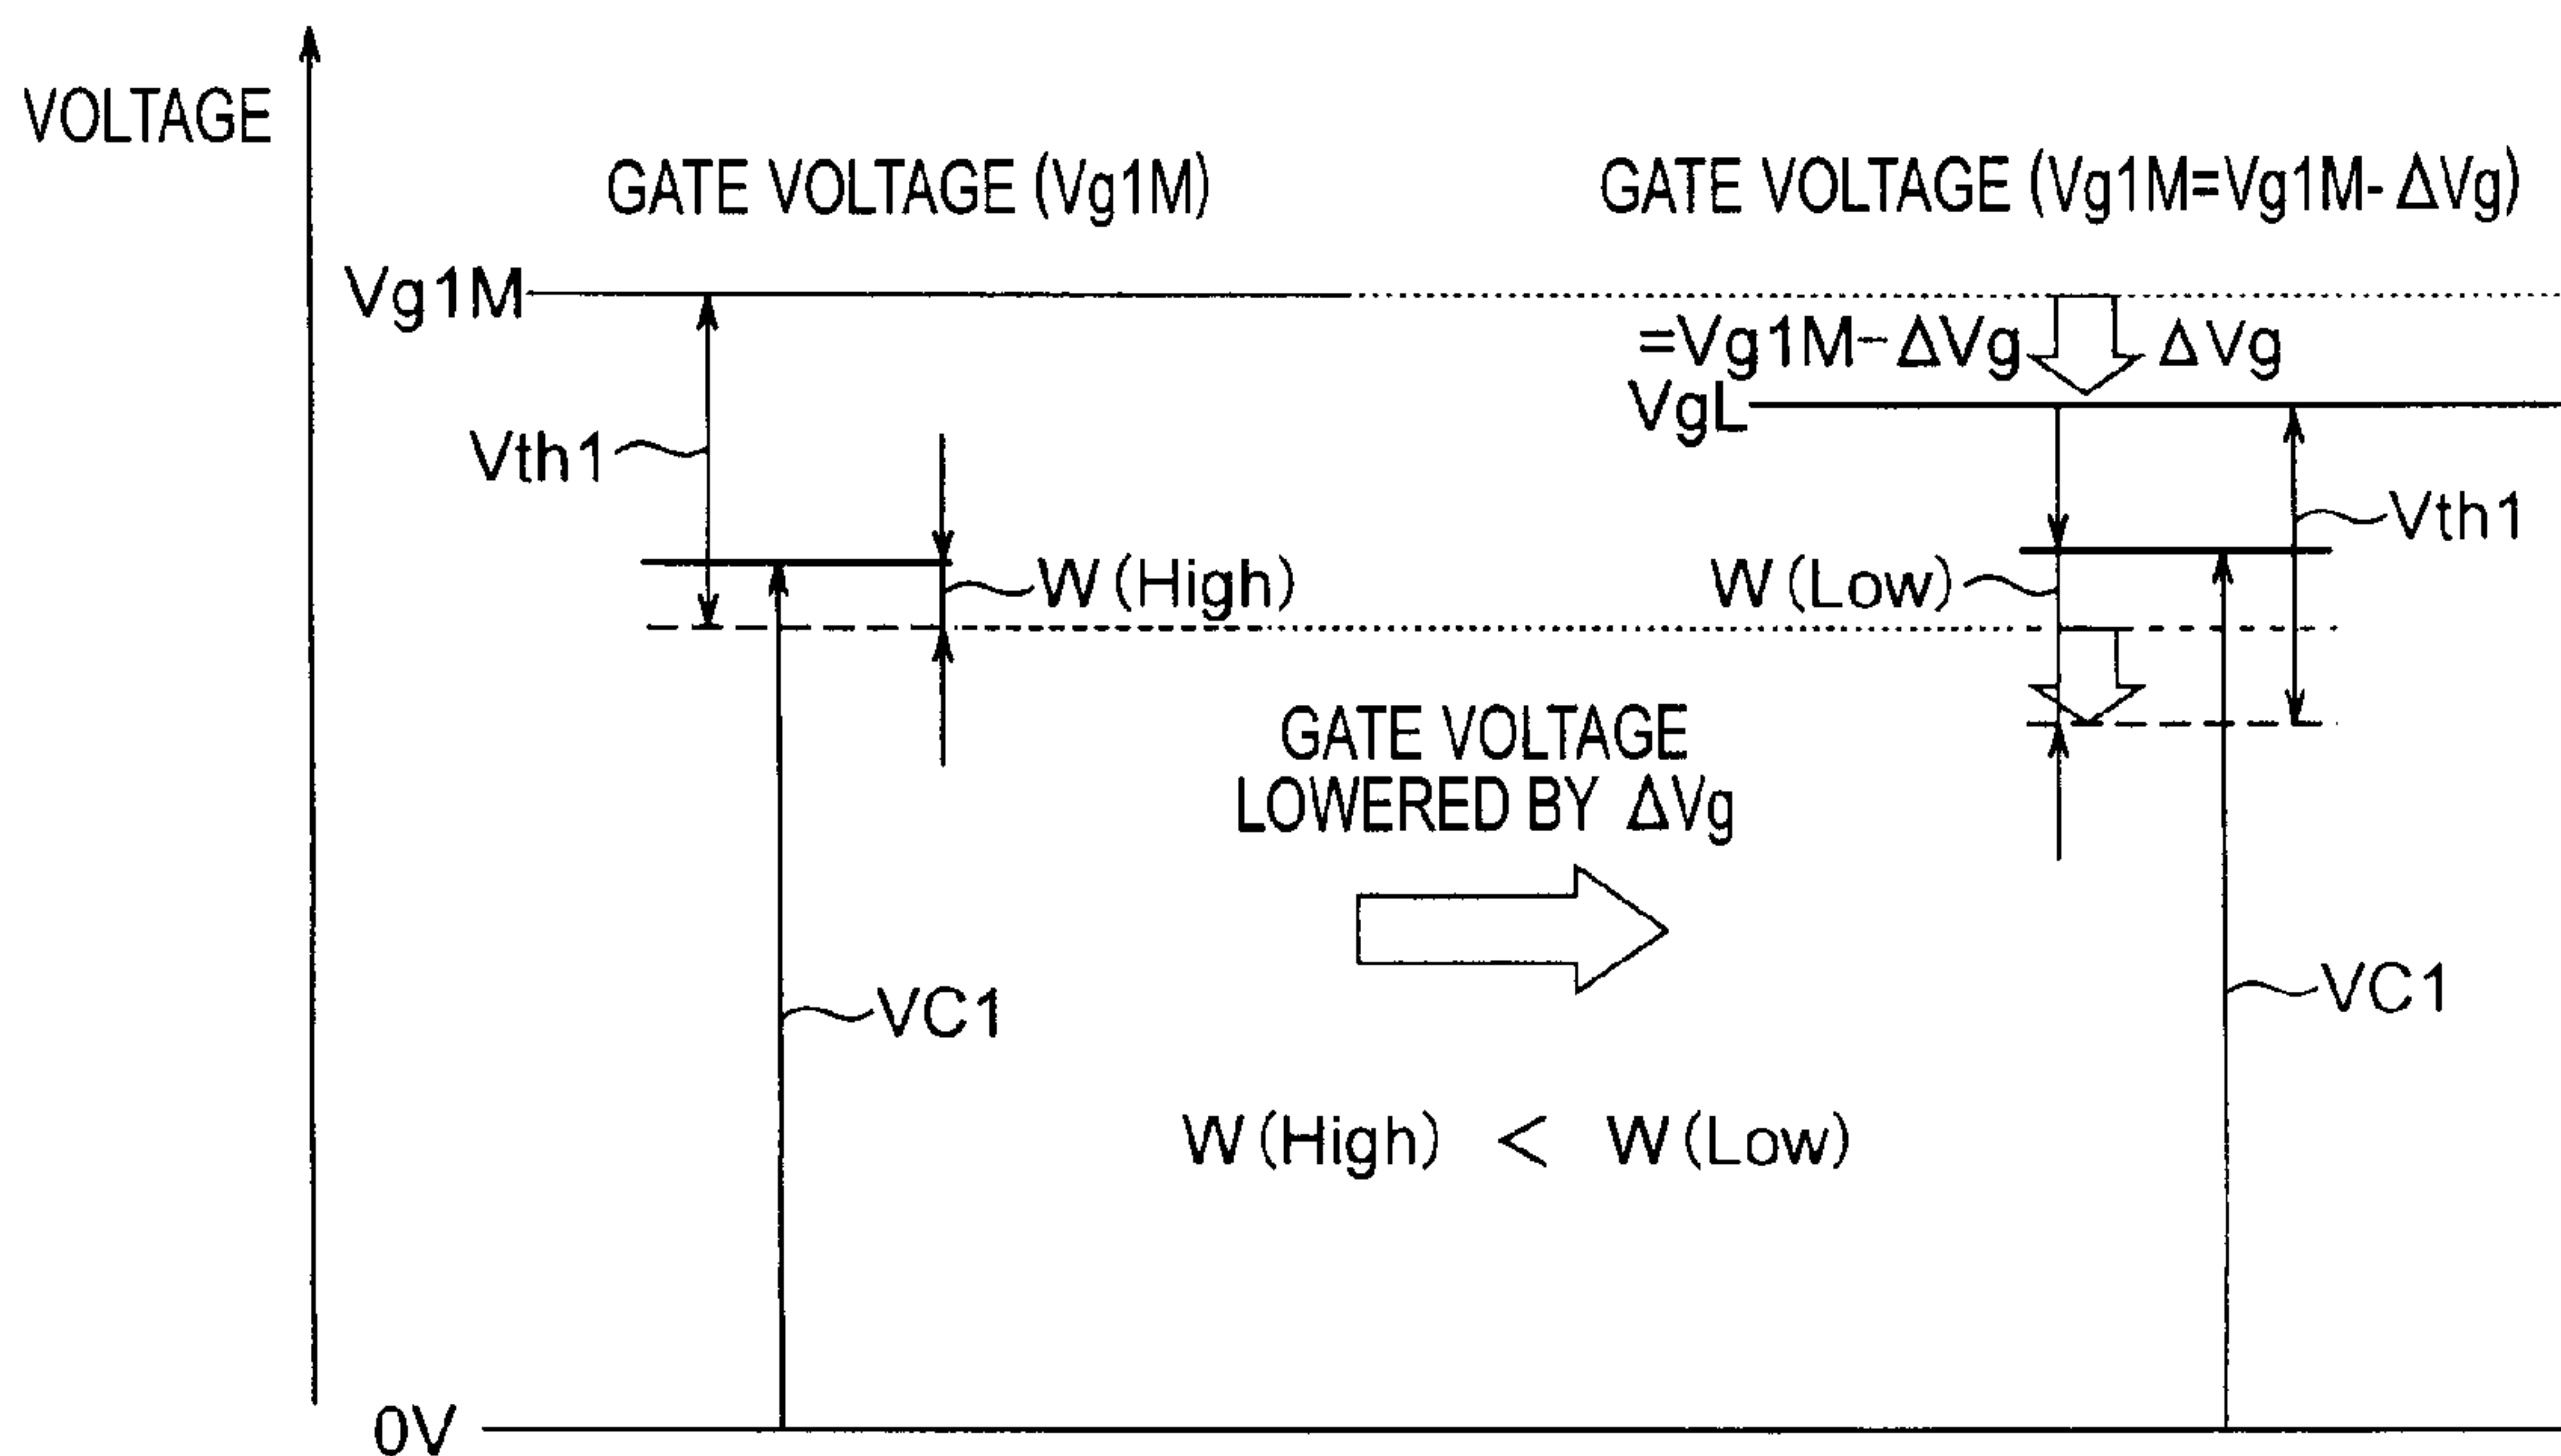 VOLTAGE
GATE VOLTAGE (Vg1M)
GATE VOLTAGE (Vg1M=Vg1M- ΔVg)
Vg1M
=Vg1M-ΔVg
ΔVg
VgL
Vth1
Vth1
W(High)
W(Low)
GATE VOLTAGE
LOWERED BY ΔVg
VC1
VC1
W(High) < W(Low)
0V